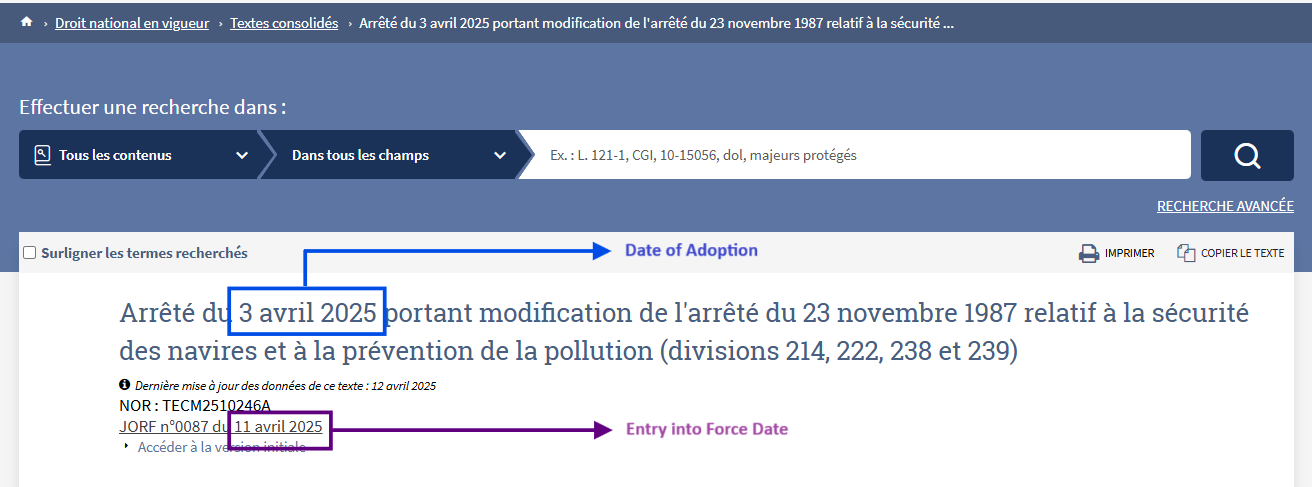 Droit national en vigueur › Textes consolidés › Arrêté du 3 avril 2025 portant modification de l'arrêté du 23 novembre 1987 relatif à la sécurité ...
Effectuer une recherche dans :
Tous les contenus
Dans tous les champs
Ex. : L. 121-1, CGI, 10-15056, dol, majeurs protégés
RECHERCHE AVANCÉE
Surligner les termes recherchés
Date of Adoption
IMPRIMER
COPIER LE TEXTE
Arrêté du 3 avril 2025 portant modification de l'arrêté du 23 novembre 1987 relatif à la sécurité
des navires et à la prévention de la pollution (divisions 214, 222, 238 et 239)
Dernière mise à jour des données de ce texte : 12 avril 2025
NOR : TECM2510246A
JORF n°0087 du 11 avril 2025
Entry into Force Date
Accéder à la version initiale